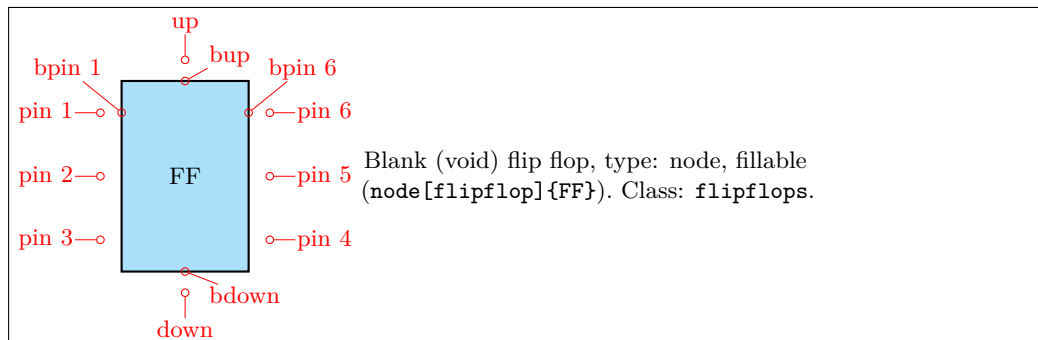 up
bup
bpin 1
bpin 6
pin 1
pin 6
pin 2
FF
pin 5
pin 3
pin 4
bdown
down
Blank (void) flip flop, type: node, fillable
(node[flipflop]{FF}). Class: flipflops.